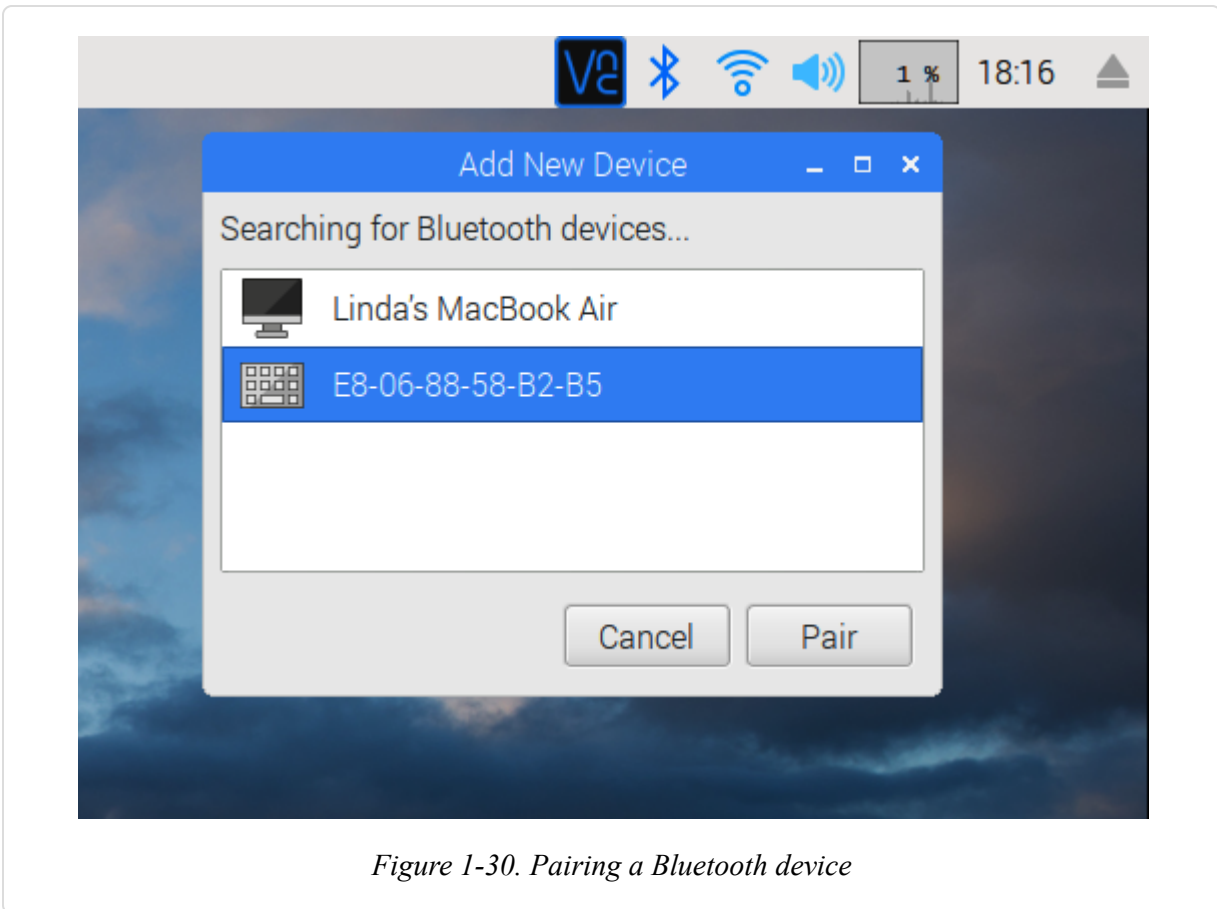 VNC
1 %
18:16
Add New Device
Searching for Bluetooth devices...
Linda's MacBook Air
E8-06-88-58-B2-B5
Cancel
Pair
Figure 1-30. Pairing a Bluetooth device